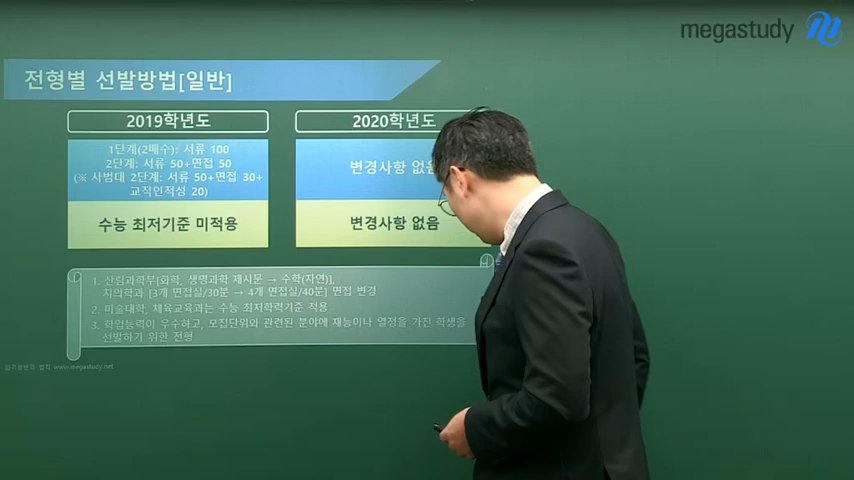 megastudy
전형별 선발방법[일반]
2019학년도
2020학년도
1단계(2배수): 서류 100
2단계: 서류 50+면접 50
(※ 사범대 2단계: 서류 50+면접 30+
교직인적성 20)
변경사항 없음
수능 최저기준 미적용
변경사항 없음
1. 산림과학부[화학, 생명과학 제시문 → 수학(자연)],
치의학과 [3개 면접실/30분 → 4개 면접실/40분] 면접 변경
2. 미술대학, 체육교육과는 수능 최저학력기준 적용
3. 학업능력이 우수하고, 모집단위와 관련된 분야에 재능이나 열정을 가진 학생을
선발하기 위한 전형
www.megastudy.net